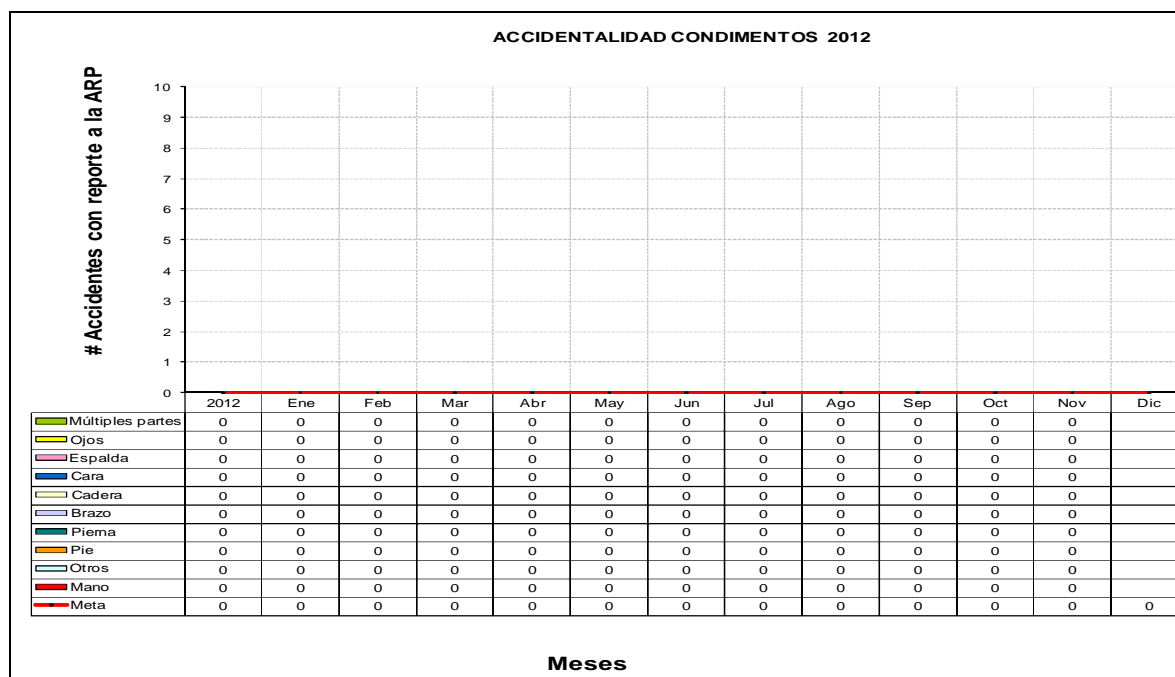 ACCIDENTALIDAD CONDIMENTOS 2012
# Accidentes con reporte a la ARP
10
9
8
7
6
5
4
3
2
1
0
2012 Ene Feb Mar Abr May Jun Jul Ago Sep Oct Nov Dic
Múltiples partes 0 0 0 0 0 0 0 0 0 0 0 0
Ojos 0 0 0 0 0 0 0 0 0 0 0 0
Espalda 0 0 0 0 0 0 0 0 0 0 0 0
Cara 0 0 0 0 0 0 0 0 0 0 0 0
Cadera 0 0 0 0 0 0 0 0 0 0 0 0
Brazo 0 0 0 0 0 0 0 0 0 0 0 0
Pierna 0 0 0 0 0 0 0 0 0 0 0 0
Pie 0 0 0 0 0 0 0 0 0 0 0 0
Otros 0 0 0 0 0 0 0 0 0 0 0 0
Mano 0 0 0 0 0 0 0 0 0 0 0 0
Meta 0 0 0 0 0 0 0 0 0 0 0 0 0
Meses